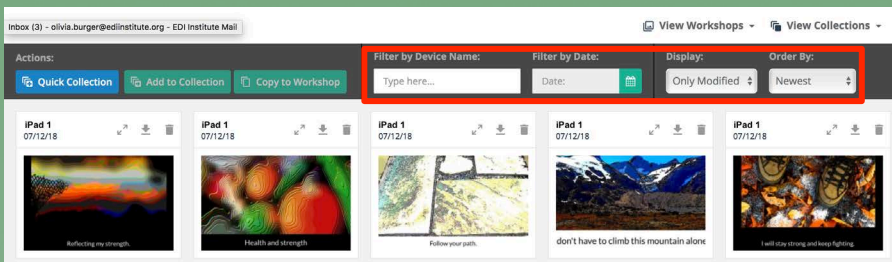 Inbox (3) - olivia.burger@ediinstitute.org - EDI Institute Mail
View Workshops
View Collections
Actions:
Filter by Device Name:
Filter by Date:
Display:
Order By:
Quick Collection
Add to Collection
Copy to Workshop
Type here...
Date:
Only Modified
Newest
iPad 1
07/12/18
iPad 1
07/12/18
iPad 1
07/12/18
iPad 1
07/12/18
iPad 1
07/12/18
Reflecting my strength.
Health and strength
Follow your path.
don't have to climb this mountain alone
I will stay strong and keep fighting.